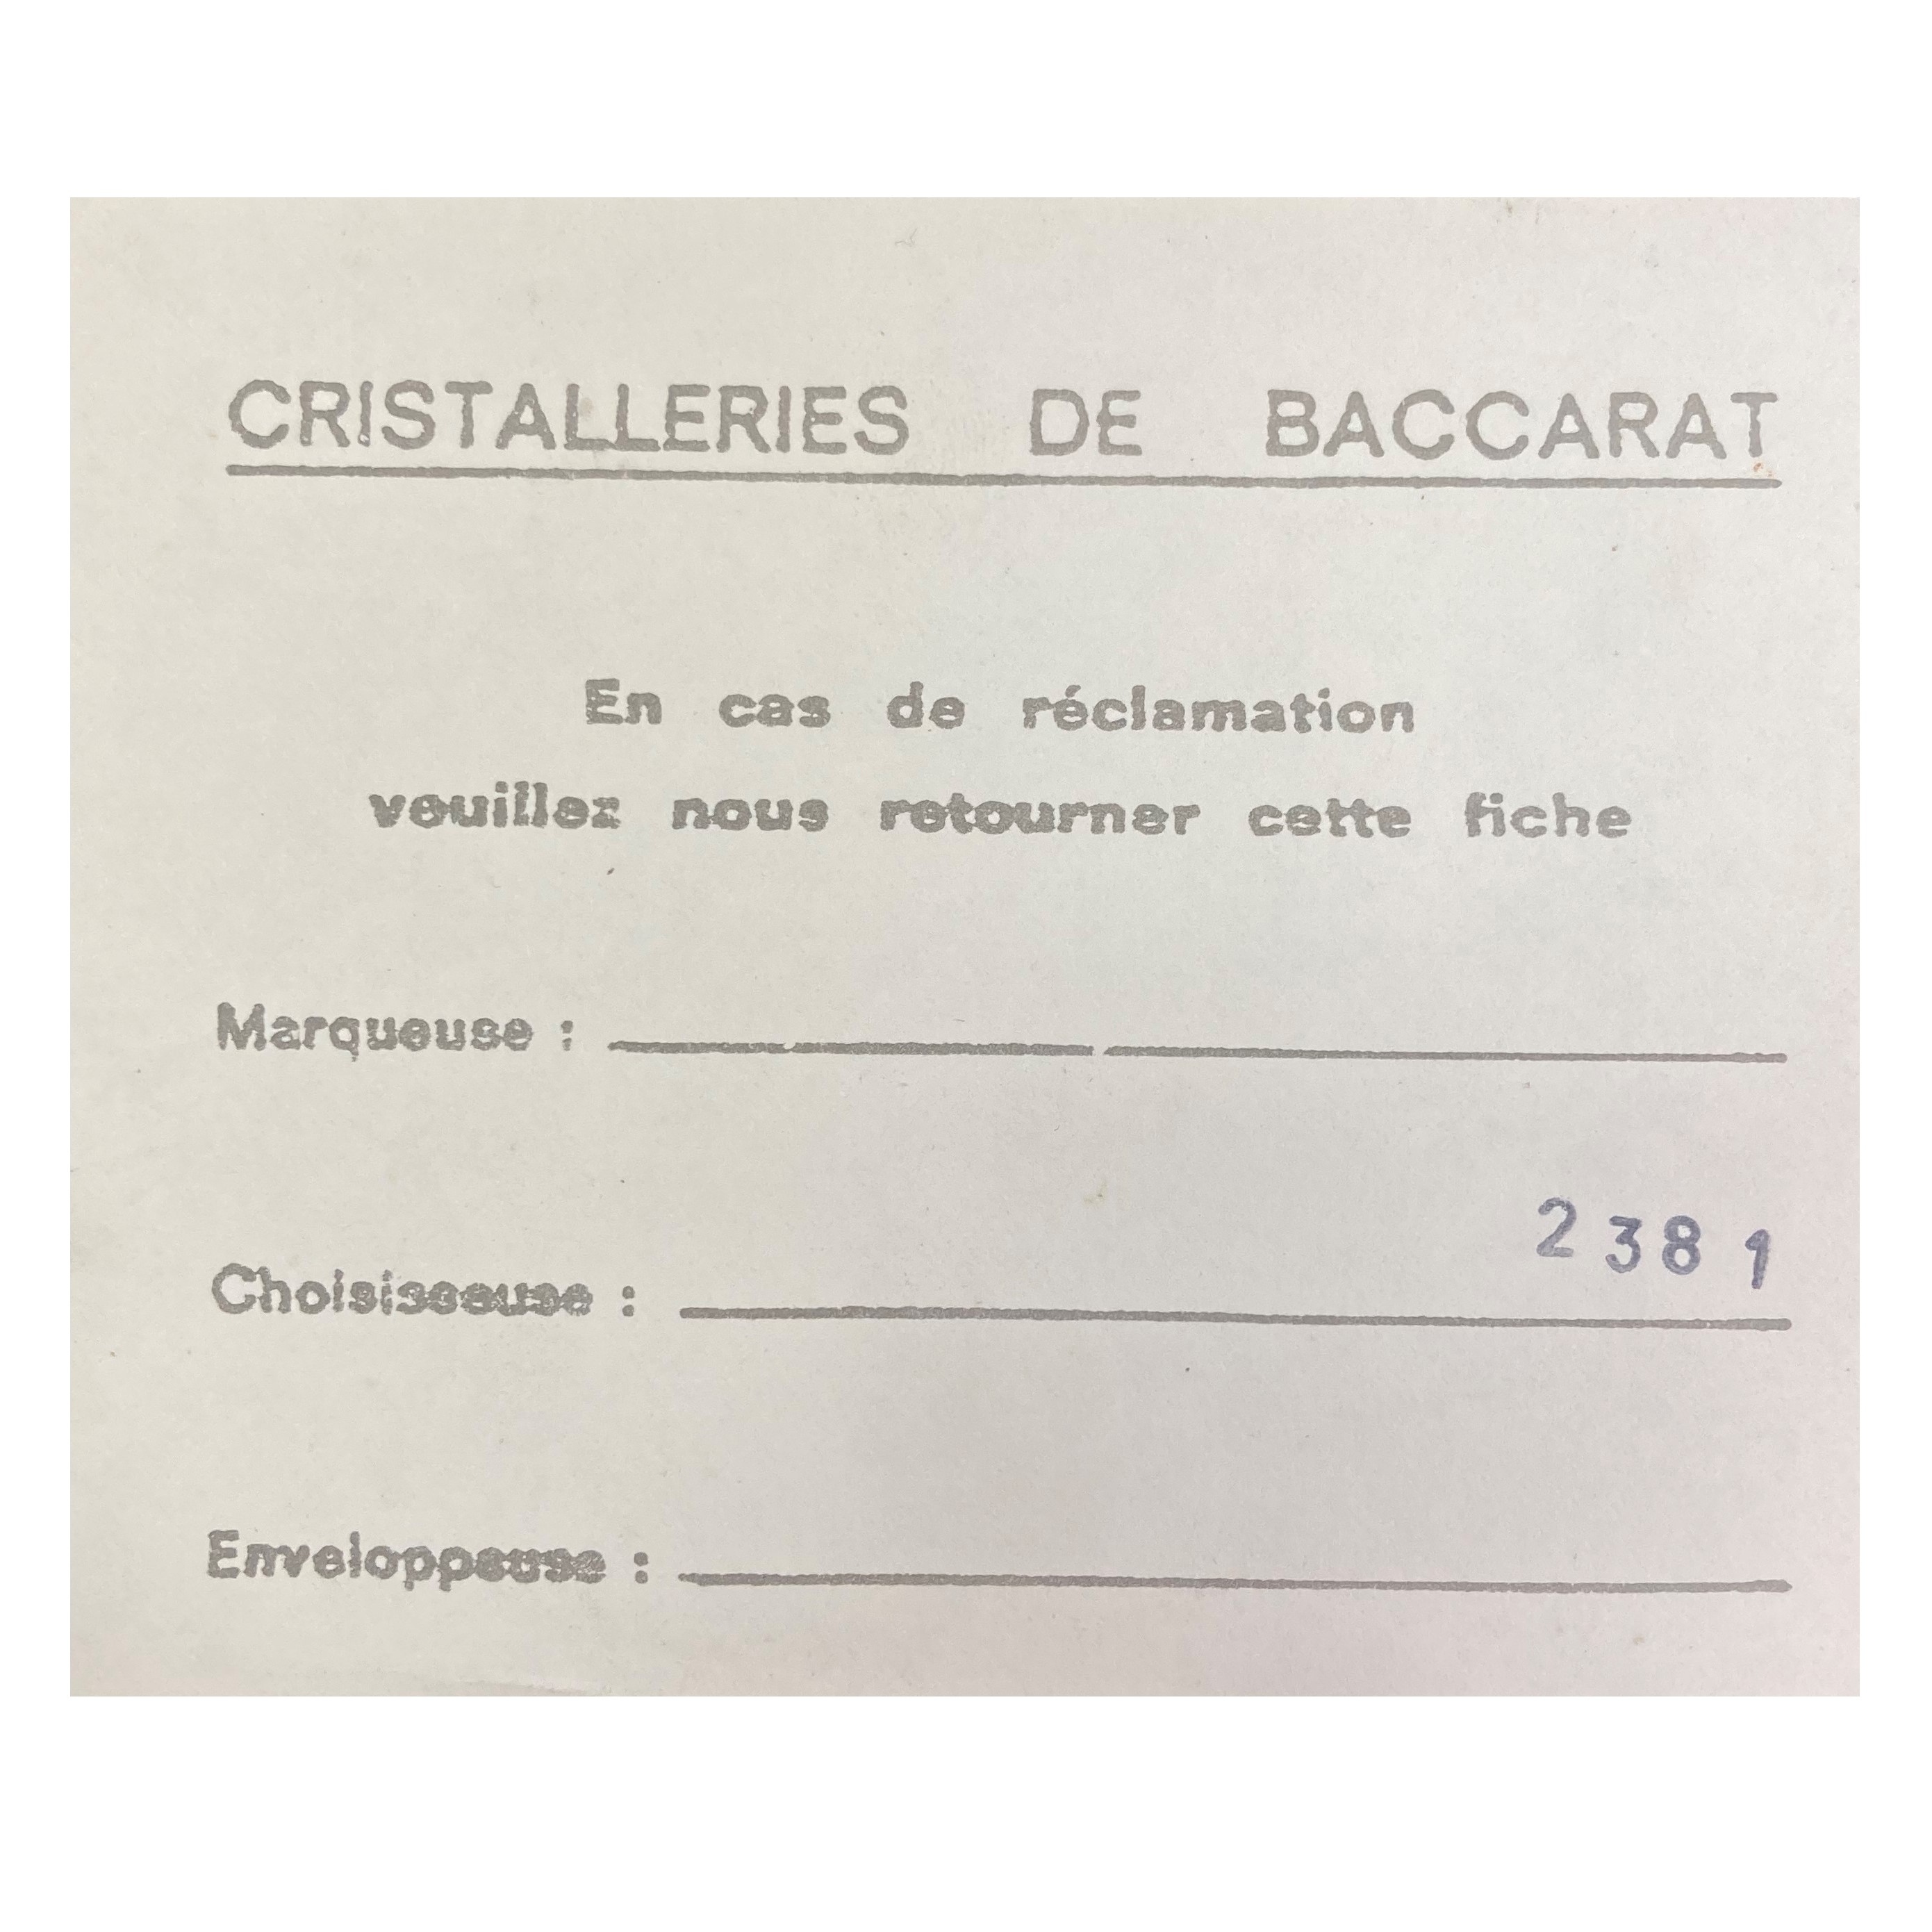 CRISTALLERIES DE BACCARAT
En cas de réclamation
veuillez nous retourner cette fiche
Marqueuse :
2381
Choisisseuse :
Enveloppeuse :